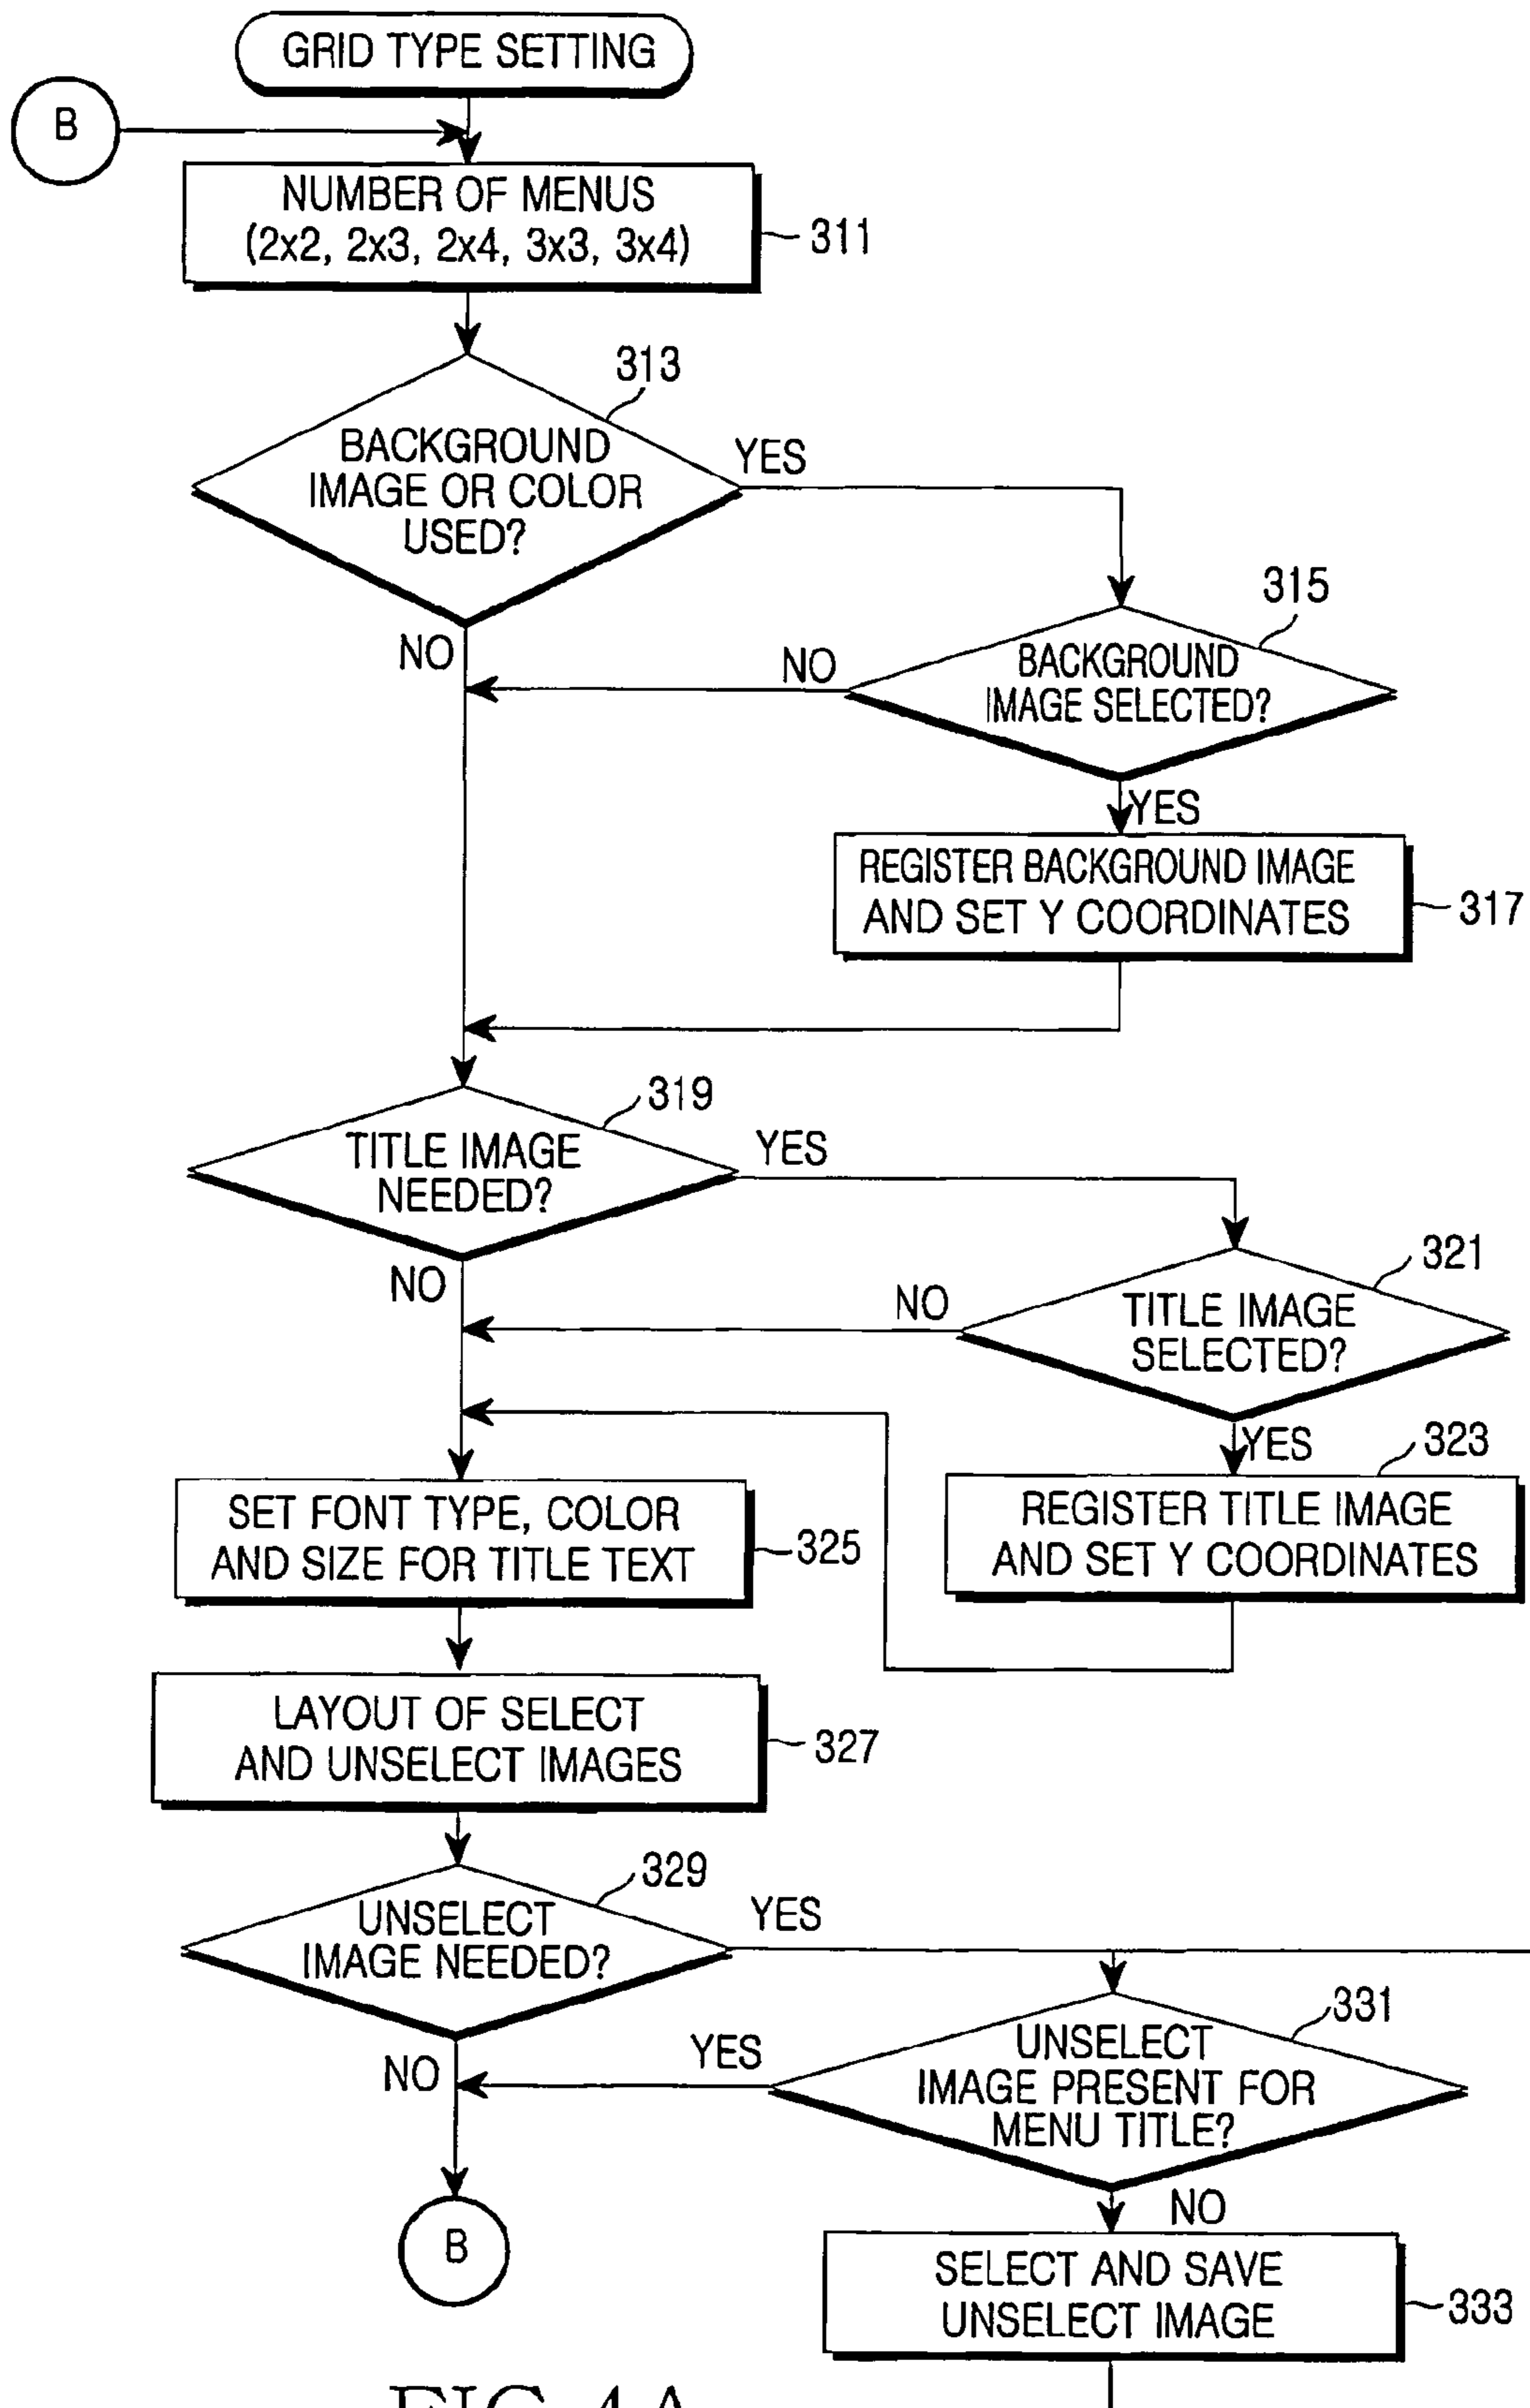 GRID TYPE SETTING
B
NUMBER OF MENUS
(2x2, 2x3, 2x4, 3x3, 3x4)
311
313
BACKGROUND
IMAGE OR COLOR
USED?
YES
NO
315
BACKGROUND
IMAGE SELECTED?
NO
YES
REGISTER BACKGROUND IMAGE
AND SET Y COORDINATES
317
319
TITLE IMAGE
NEEDED?
YES
NO
321
TITLE IMAGE
SELECTED?
NO
YES
323
REGISTER TITLE IMAGE
AND SET Y COORDINATES
SET FONT TYPE, COLOR
AND SIZE FOR TITLE TEXT
325
LAYOUT OF SELECT
AND UNSELECT IMAGES
327
329
UNSELECT
IMAGE NEEDED?
YES
NO
331
UNSELECT
IMAGE PRESENT FOR
MENU TITLE?
YES
NO
B
SELECT AND SAVE
UNSELECT IMAGE
333
FIG.4A